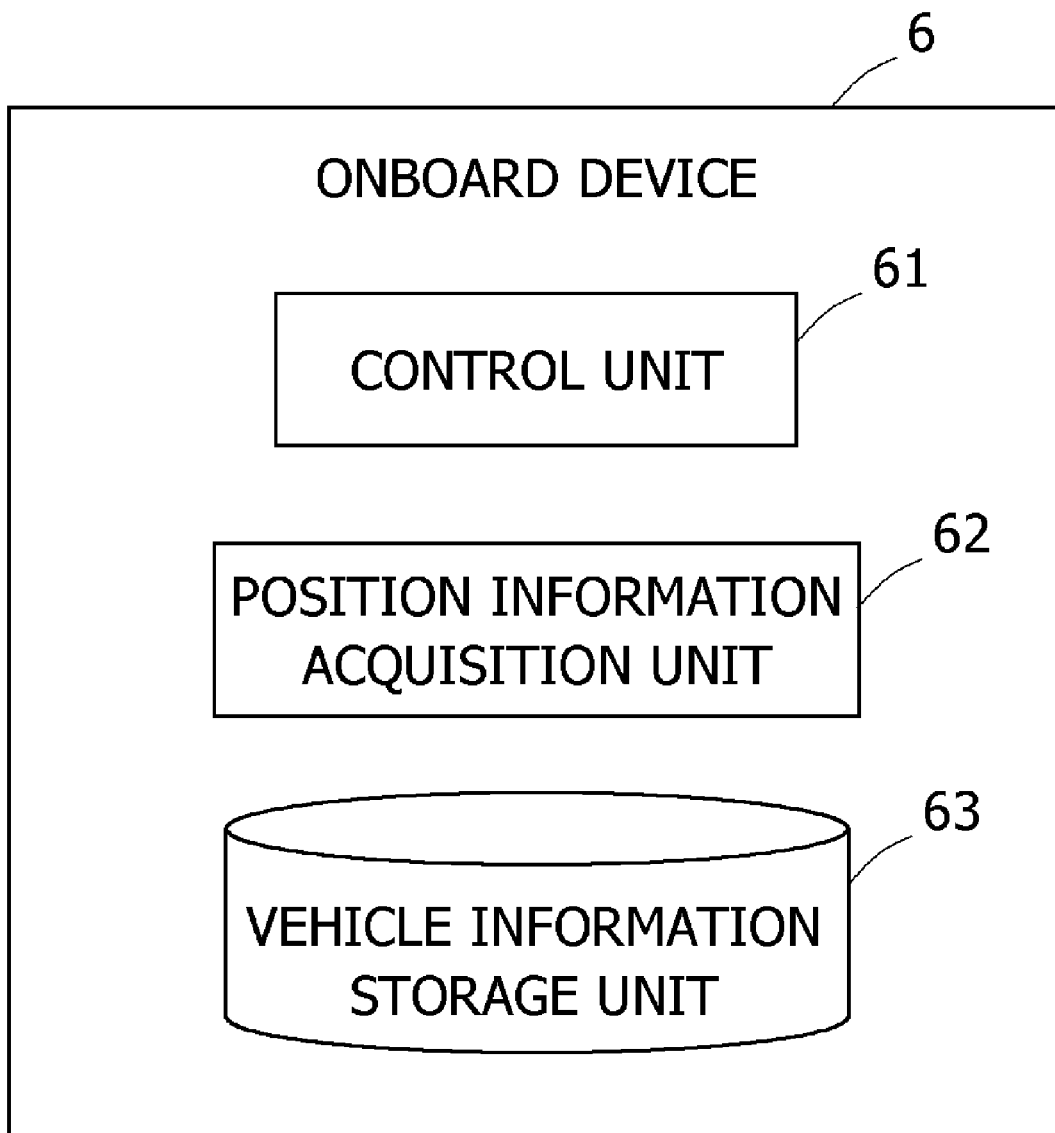 6
ONBOARD DEVICE
61
CONTROL UNIT
62
POSITION INFORMATION
ACQUISITION UNIT
63
VEHICLE INFORMATION
STORAGE UNIT